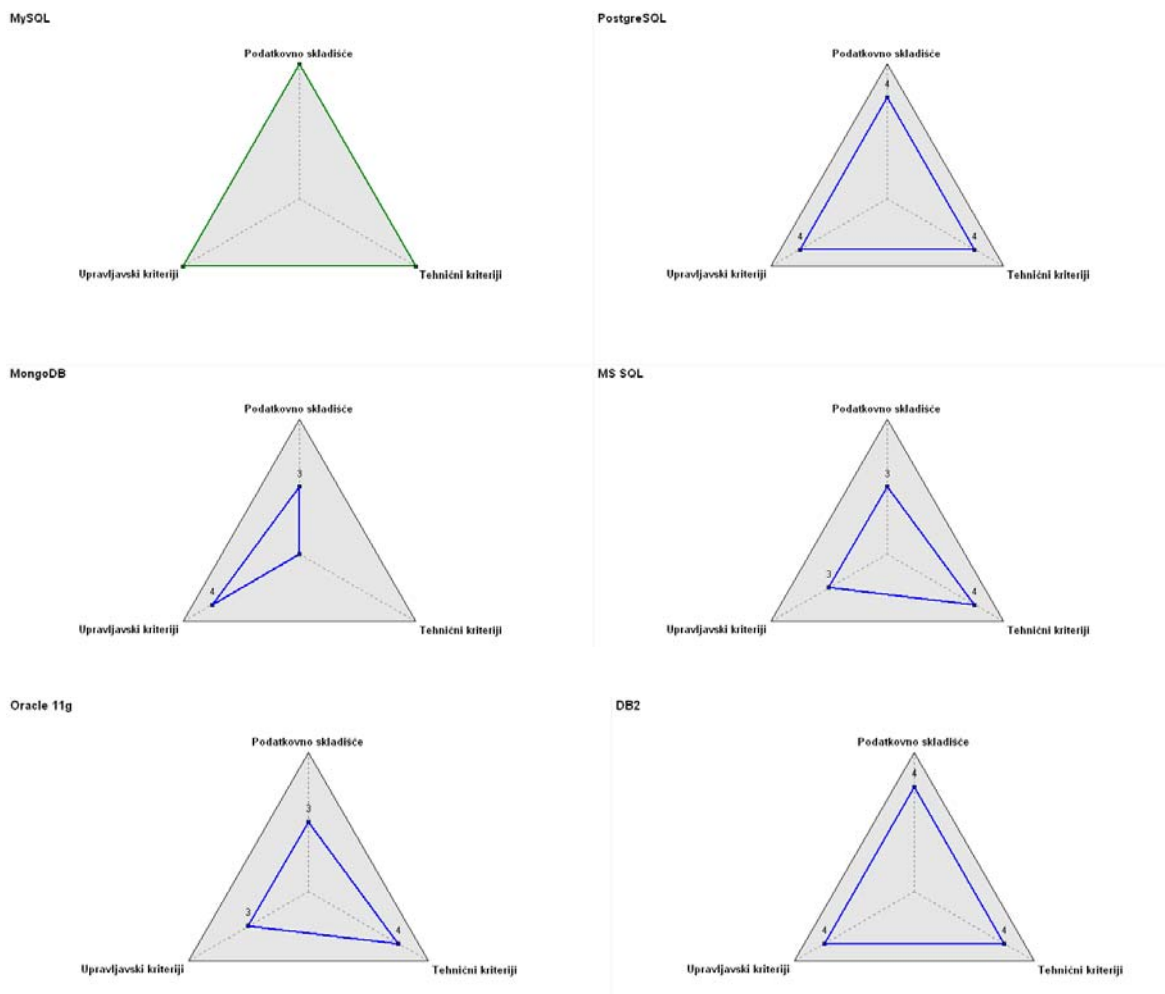 MySQL
Podatkovno skladišče
Upravljavski kriteriji
Tehnični kriteriji
PostgreSQL
Podatkovno skladišče
4
4
4
Upravljavski kriteriji
Tehnični kriteriji
MongoDB
Podatkovno skladišče
3
4
Upravljavski kriteriji
Tehnični kriteriji
MS SQL
Podatkovno skladišče
3
3
4
Upravljavski kriteriji
Tehnični kriteriji
Oracle 11g
Podatkovno skladišče
3
3
4
Upravljavski kriteriji
Tehnični kriteriji
DB2
Podatkovno skladišče
4
4
4
Upravljavski kriteriji
Tehnični kriteriji